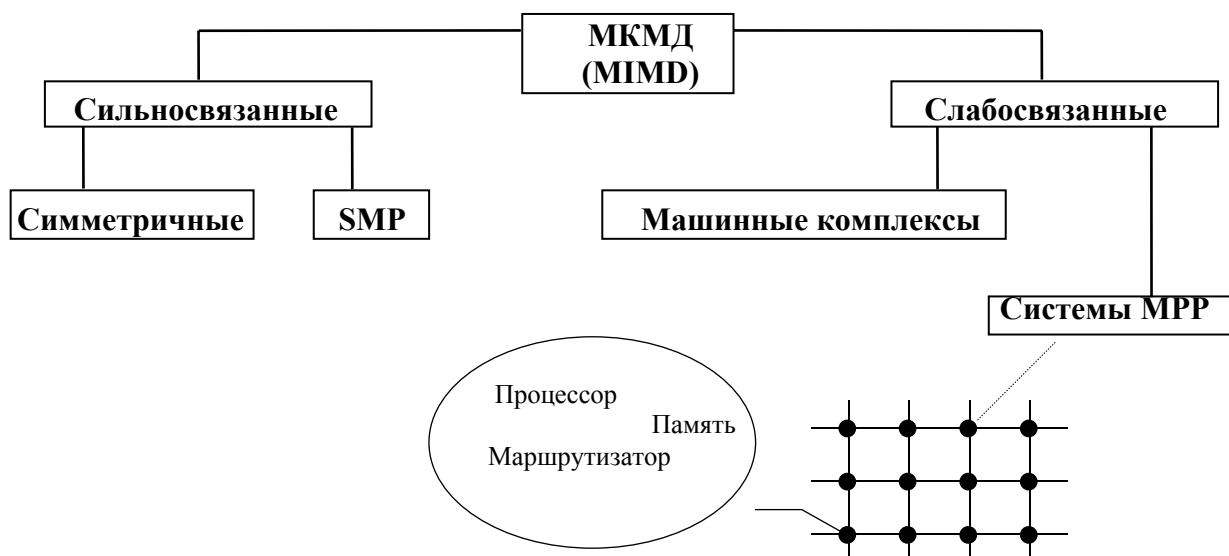 МКМД
(MIMD)
Сильносвязанные
Слабосвязанные
Симметричные
SMP
Машинные комплексы
Системы МРР
Процессор
Память
Маршрутизатор